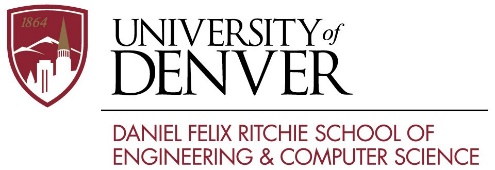 1864
UNIVERSITY of
DENVER
DANIEL FELIX RITCHIE SCHOOL OF
ENGINEERING & COMPUTER SCIENCE